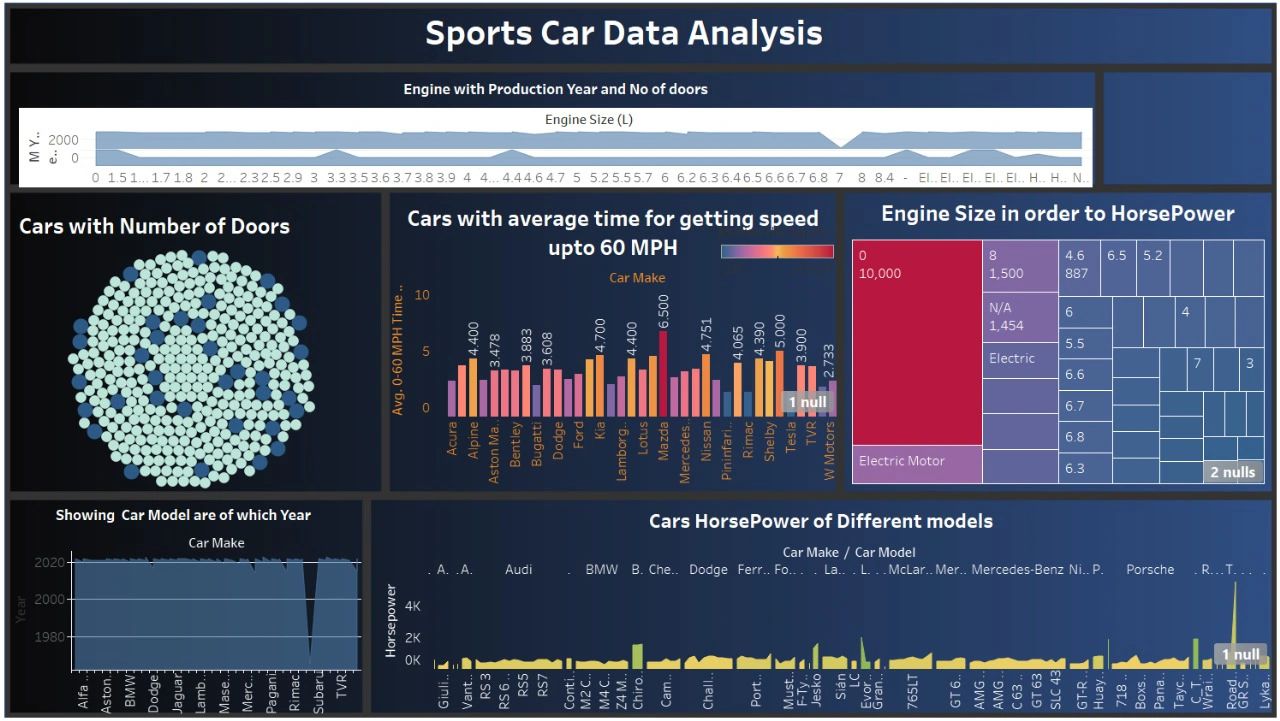 Sports Car Data Analysis
Engine with Production Year and No of doors
Engine Size (L)
M Y..
e..
2000
0
0 1.5 1... 1.7 1.8 2 2... 2.3 2.5 2.9 3 3.3 3.5 3.7 3.8 3.9 4 4... 4.4 4.6 4.7 5 5.2 5.5 5.7 6 6.2 6.3 6.4 6.5 6.6 6.7 6.8 7 8 8.4 - El.. El.. El.. El.. El.. H.. H.. N..
Cars with Number of Doors
Cars with average time for getting speed
upto 60 MPH
Car Make
Avg. 0-60 MPH Time ..
10
5
0
4.400 3.478 3.883 3.608 4.700 4.400 6.500 4.751 4.065 4.390 5.000 3.900 2.733
1 null
Acura Alpine Aston Ma.. Bentley Bugatti Dodge Ford Kia Lamborg.. Lotus Mazda Mercedes.. Nissan Pininfari.. Rimac Shelby Tesla TVR W Motors
Engine Size in order to HorsePower
0
10,000
Electric Motor
8
1,500
N/A
1,454
Electric
4.6
887
6.5
5.2
6
4
5.5
6.6
7
3
6.7
6.8
6.3
2 nulls
Showing Car Model are of which Year
Car Make
Year
2020
2000
1980
Alfa .. Aston.. BMW Dodge Jaguar Lamb.. Mase.. Merc.. Pagani Rimac Subaru TVR
Cars HorsePower of Different models
Car Make / Car Model
. A. . A. Audi . BMW B. Che.. Dodge Ferr.. Fo.. . La.. . L. . . McLar.. Mer.. Mercedes-Benz Ni.. P. Porsche . R... T. . . .
Horsepower
4K
2K
0K
1 null
Giuli.. Vant.. RS 3 RS 6 .. RS5 RS7 Conti.. M2 C.. M4 C.. Z4 M.. Chiro.. Cam.. Chall.. Port.. Must.. F-Ty.. Jesko Sián LC Evor.. Gran.. 765LT GT 6.. AMG.. AMG.. C 63 .. GT 63 SLC 43 GT-R .. Huay.. 718 .. Boxs.. Pana.. Tayc.. C_T.. Wrai.. Road.. GR S.. Lyka..